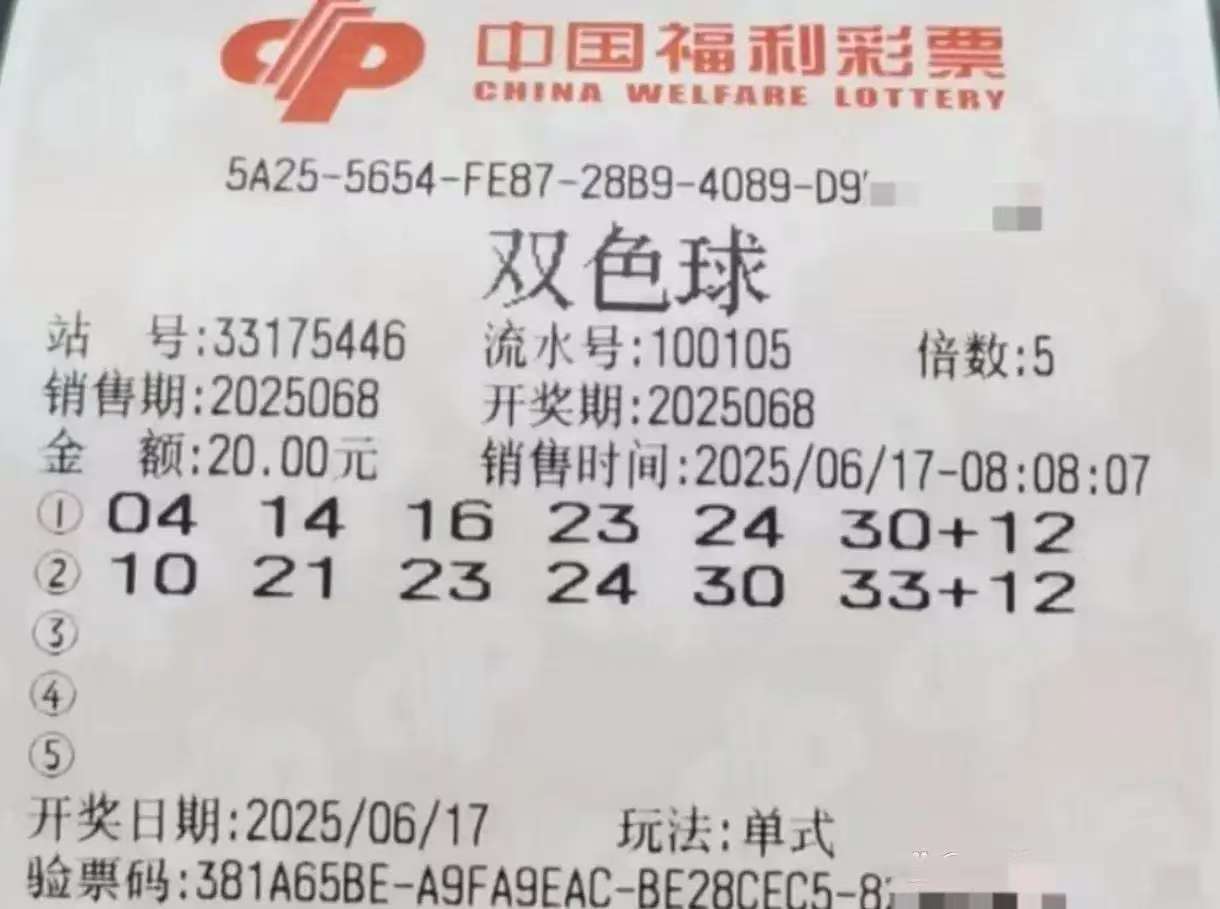 中国福利彩票
CHINA WELFARE LOTTERY
5A25-5654-FE87-28B9-4089-D9
双色球
站 号:33175446 流水号:100105 倍数:5
销售期:2025068 开奖期:2025068
金 额:20.00元 销售时间:2025/06/17-08:08:07
① 04 14 16 23 24 30+12
② 10 21 23 24 30 33+12
③
④
⑤
开奖日期:2025/06/17 玩法:单式
验票码:381A65BE-A9FA9EAC-BE28CEC5-8